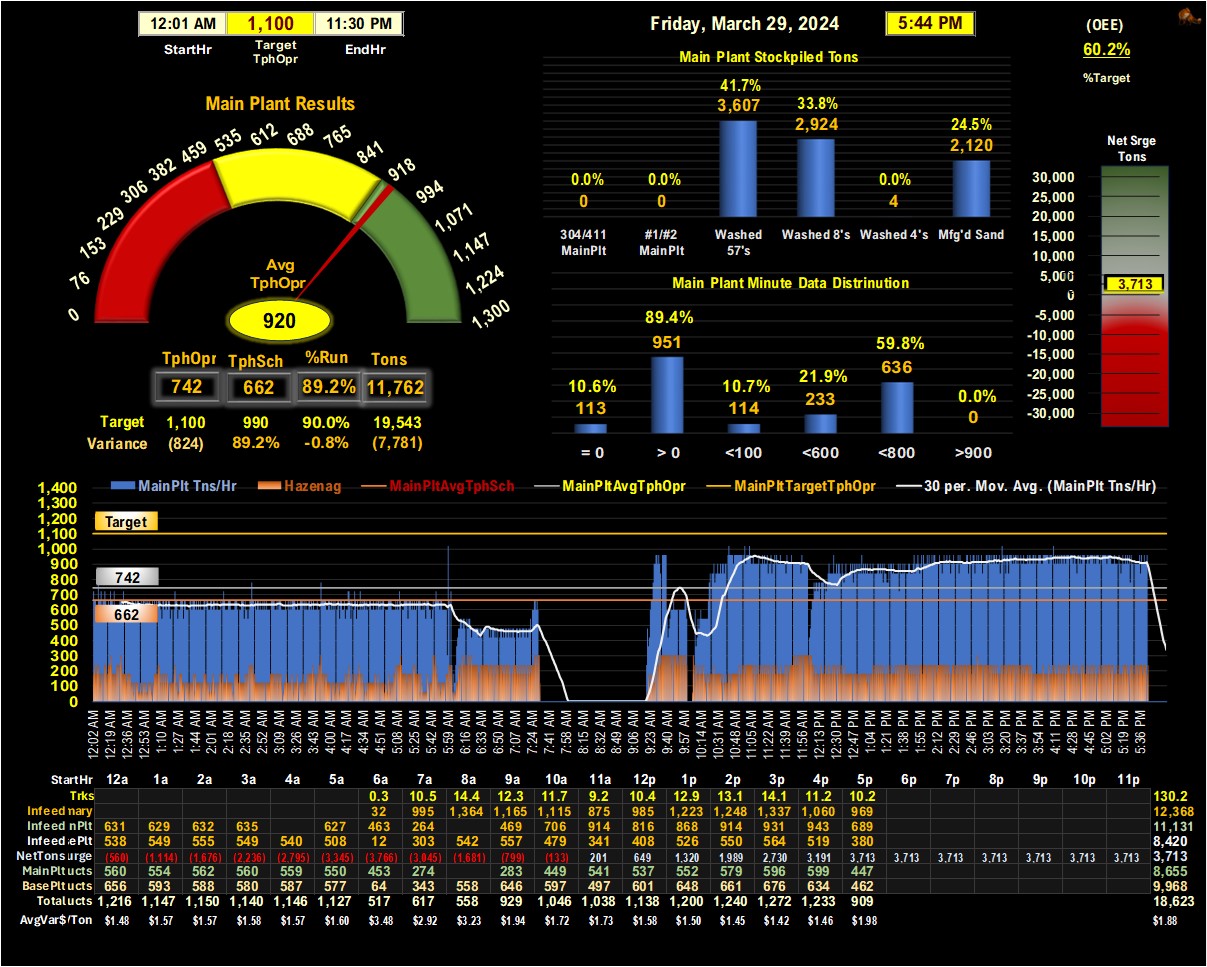 12:01 AM 1,100 11:30 PM
StartHr Target TphOpr EndHr
Friday, March 29, 2024 5:44 PM
(OEE)
60.2%
%Target
Main Plant Results
0 76 153 229 306 382 459 535 612 688 765 841 918 994 1,071 1,147 1,224 1,300
Avg
TphOpr
920
TphOpr TphSch %Run Tons
742 662 89.2% 11,762
Target 1,100 990 90.0% 19,543
Variance (824) 89.2% -0.8% (7,781)
Main Plant Stockpiled Tons
41.7% 33.8% 24.5%
3,607 2,924 2,120
0.0% 0.0% 0.0%
0 0 4
304/411 MainPlt #1/#2 MainPlt Washed 57's Washed 8's Washed 4's Mfg'd Sand
Main Plant Minute Data Distrinution
10.6% 89.4% 10.7% 21.9% 59.8% 0.0%
113 951 114 233 636 0
= 0 > 0 <100 <600 <800 >900
Net Srge
Tons
30,000
25,000
20,000
15,000
10,000
5,000
3,713
0
-5,000
-10,000
-15,000
-20,000
-25,000
-30,000
MainPlt Tns/Hr Hazenag MainPltAvgTphSch MainPltAvgTphOpr MainPltTargetTphOpr 30 per. Mov. Avg. (MainPlt Tns/Hr)
1,400
1,300
1,200
1,100
1,000
900
800
700
600
500
400
300
200
100
0
Target
742
662
12:02 AM 12:19 AM 12:36 AM 12:53 AM 1:10 AM 1:27 AM 1:44 AM 2:01 AM 2:18 AM 2:35 AM 2:52 AM 3:09 AM 3:26 AM 3:43 AM 4:00 AM 4:17 AM 4:34 AM 4:51 AM 5:08 AM 5:25 AM 5:42 AM 5:59 AM 6:16 AM 6:33 AM 6:50 AM 7:07 AM 7:24 AM 7:41 AM 7:58 AM 8:15 AM 8:32 AM 8:49 AM 9:06 AM 9:23 AM 9:40 AM 9:57 AM 10:14 AM 10:31 AM 10:48 AM 11:05 AM 11:22 AM 11:39 AM 11:56 AM 12:13 PM 12:30 PM 12:47 PM 1:04 PM 1:21 PM 1:38 PM 1:55 PM 2:12 PM 2:29 PM 2:46 PM 3:03 PM 3:20 PM 3:37 PM 3:54 PM 4:11 PM 4:28 PM 4:45 PM 5:02 PM 5:19 PM 5:36 PM
StartHr 12a 1a 2a 3a 4a 5a 6a 7a 8a 9a 10a 11a 12p 1p 2p 3p 4p 5p 6p 7p 8p 9p 10p 11p
Trks 0.3 10.5 14.4 12.3 11.7 9.2 10.4 12.9 13.1 14.1 11.2 10.2 130.2
Infeed mary 32 995 1,364 1,165 1,115 875 985 1,223 1,248 1,337 1,060 969 12,368
Infeed nPlt 631 629 632 635 627 463 264 469 706 914 816 868 914 931 943 689 11,131
Infeed ePlt 538 549 555 549 540 508 12 303 542 557 479 341 408 526 550 564 519 380 8,420
NetTonsurge (560) (1,114) (1,676) (2,236) (2,795) (3,345) (3,766) (3,045) (1,681) (799) (133) 201 649 1,320 1,989 2,730 3,191 3,713 3,713 3,713 3,713 3,713 3,713 3,713 3,713
MainPlt ucts 560 554 562 560 559 550 453 274 280 449 541 537 552 579 596 599 447 8,655
BasePlt ucts 656 593 588 580 587 577 64 343 558 646 597 497 601 648 661 676 634 462 9,968
Total ucts 1,216 1,147 1,150 1,140 1,146 1,127 517 617 558 929 1,046 1,038 1,138 1,200 1,240 1,272 1,233 909 18,623
AvgVar$/Ton $1.48 $1.57 $1.57 $1.58 $1.57 $1.60 $3.48 $2.92 $3.23 $1.94 $1.72 $1.73 $1.58 $1.50 $1.45 $1.42 $1.46 $1.98 $1.88